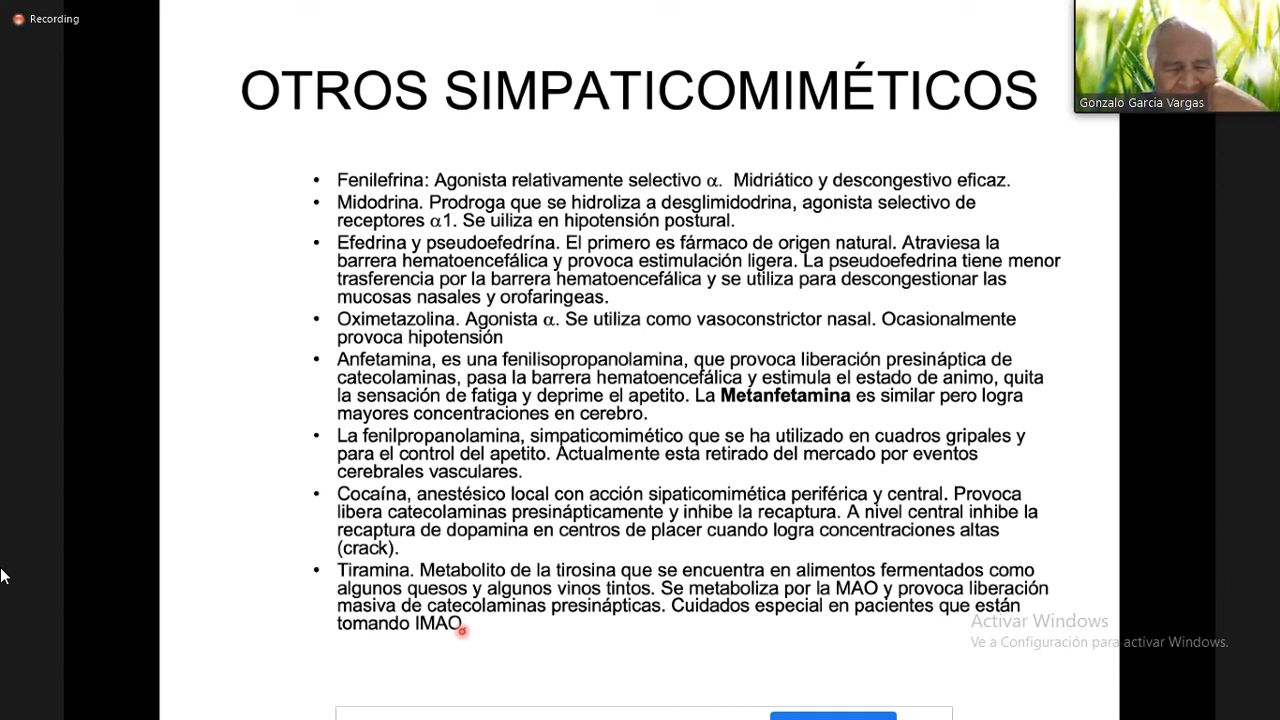 Recording
Gonzalo Garcia Vargas
OTROS SIMPATICOMIMÉTICOS
• Fenilefrina: Agonista relativamente selectivo α. Midriático y descongestivo eficaz.
• Midodrina. Prodroga que se hidroliza a desglimidodrina, agonista selectivo de
receptores α1. Se uiliza en hipotensión postural.
• Efedrina y pseudoefedrína. El primero es fármaco de origen natural. Atraviesa la
barrera hematoencefálica y provoca estimulación ligera. La pseudoefedrina tiene menor
trasferencia por la barrera hematoencefálica y se utiliza para descongestionar las
mucosas nasales y orofaringeas.
• Oximetazolina. Agonista α. Se utiliza como vasoconstrictor nasal. Ocasionalmente
provoca hipotensión
• Anfetamina, es una fenilisopropanolamina, que provoca liberación presináptica de
catecolaminas, pasa la barrera hematoencefálica y estimula el estado de animo, quita
la sensación de fatiga y deprime el apetito. La Metanfetamina es similar pero logra
mayores concentraciones en cerebro.
• La fenilpropanolamina, simpaticomimético que se ha utilizado en cuadros gripales y
para el control del apetito. Actualmente esta retirado del mercado por eventos
cerebrales vasculares.
• Cocaína, anestésico local con acción sipaticomimética periférica y central. Provoca
libera catecolaminas presinápticamente y inhibe la recaptura. A nivel central inhibe la
recaptura de dopamina en centros de placer cuando logra concentraciones altas
(crack).
• Tiramina. Metabolito de la tirosina que se encuentra en alimentos fermentados como
algunos quesos y algunos vinos tintos. Se metaboliza por la MAO y provoca liberación
masiva de catecolaminas presinápticas. Cuidados especial en pacientes que están
tomando IMAO.
Activar Windows
Ve a Configuración para activar Windows.